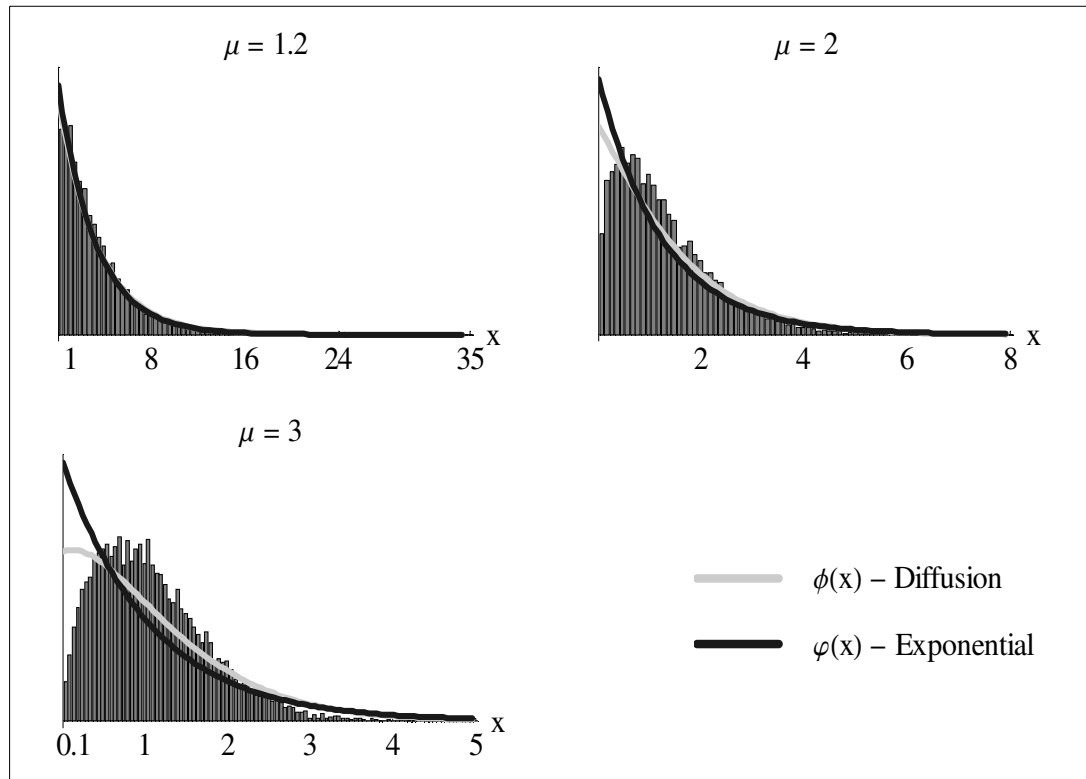 μ = 1.2
x
1 8 16 24 35
μ = 2
x
2 4 6 8
μ = 3
x
0.1 1 2 3 4 5
ϕ(x) – Diffusion
φ(x) – Exponential